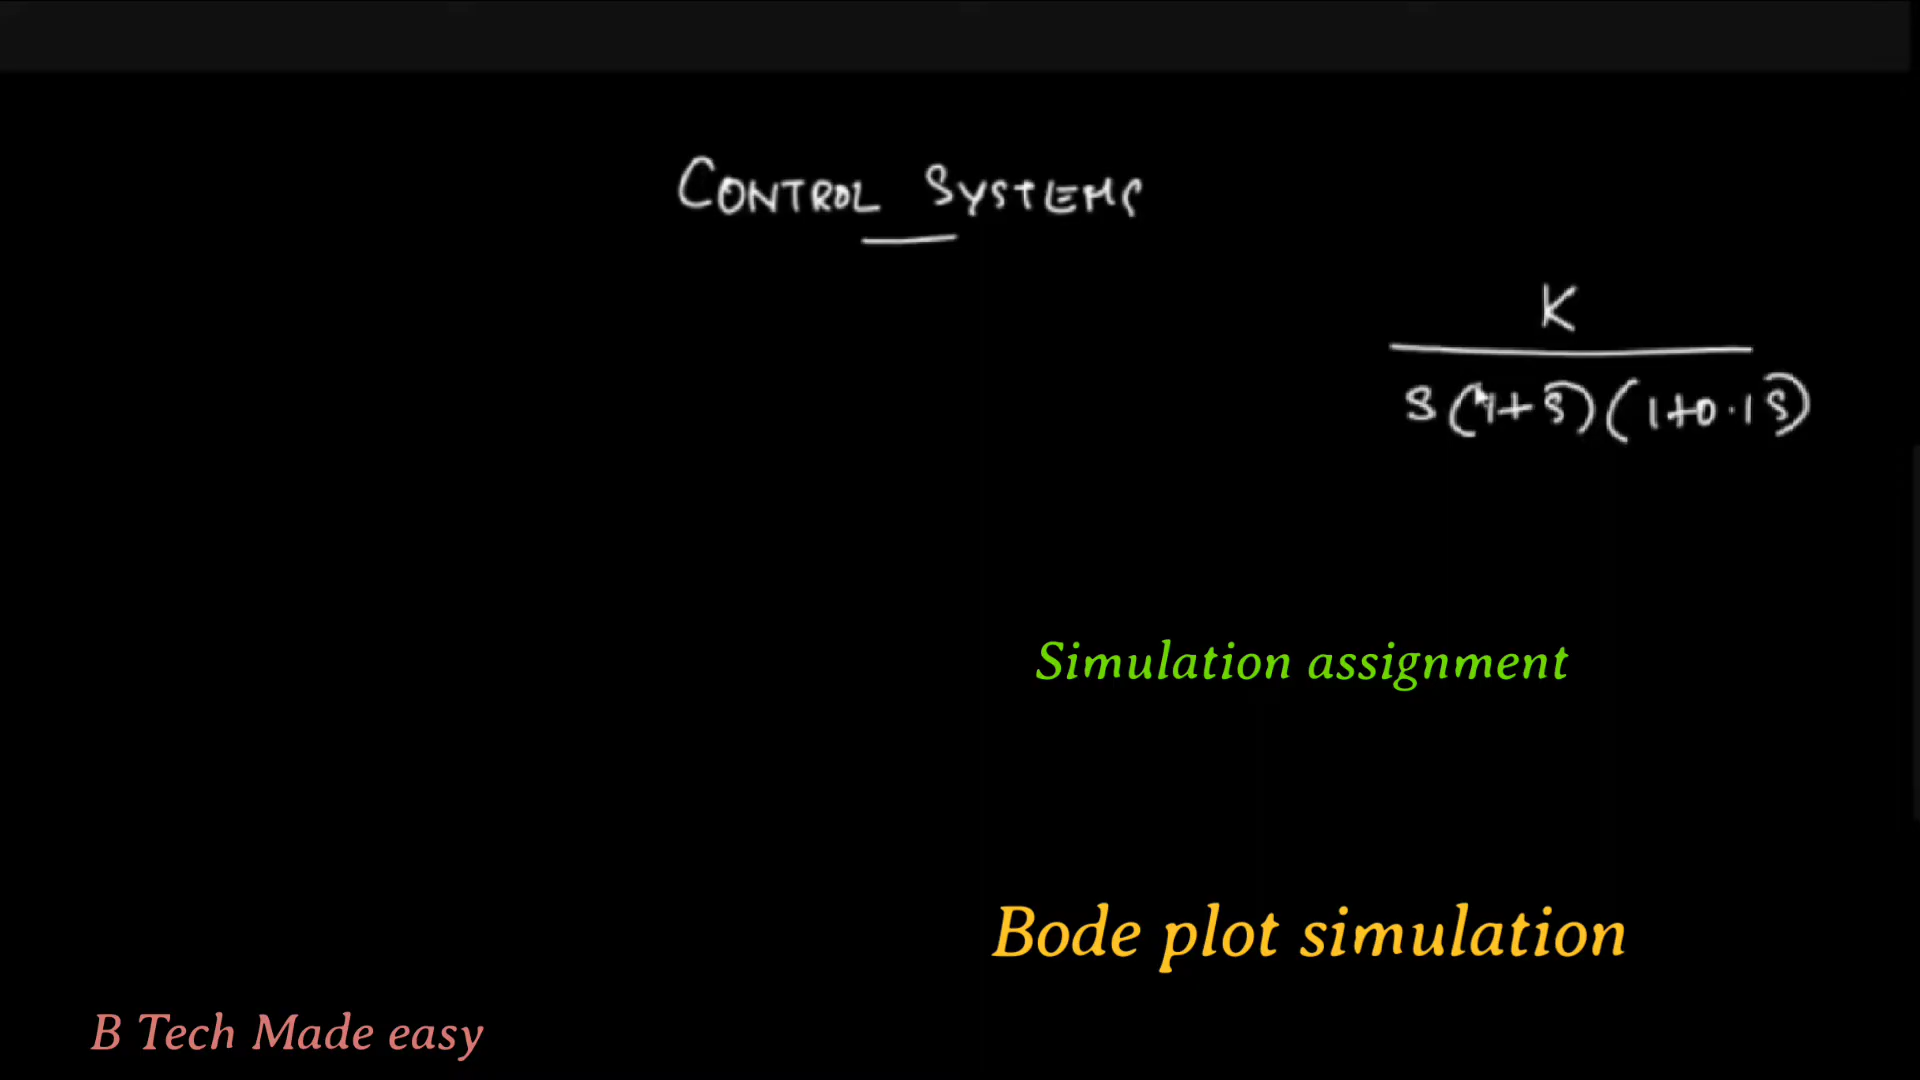 CONTROL SYSTEMS
K
S(1+S)(1+0.1S)
Simulation assignment
Bode plot simulation
B Tech Made easy